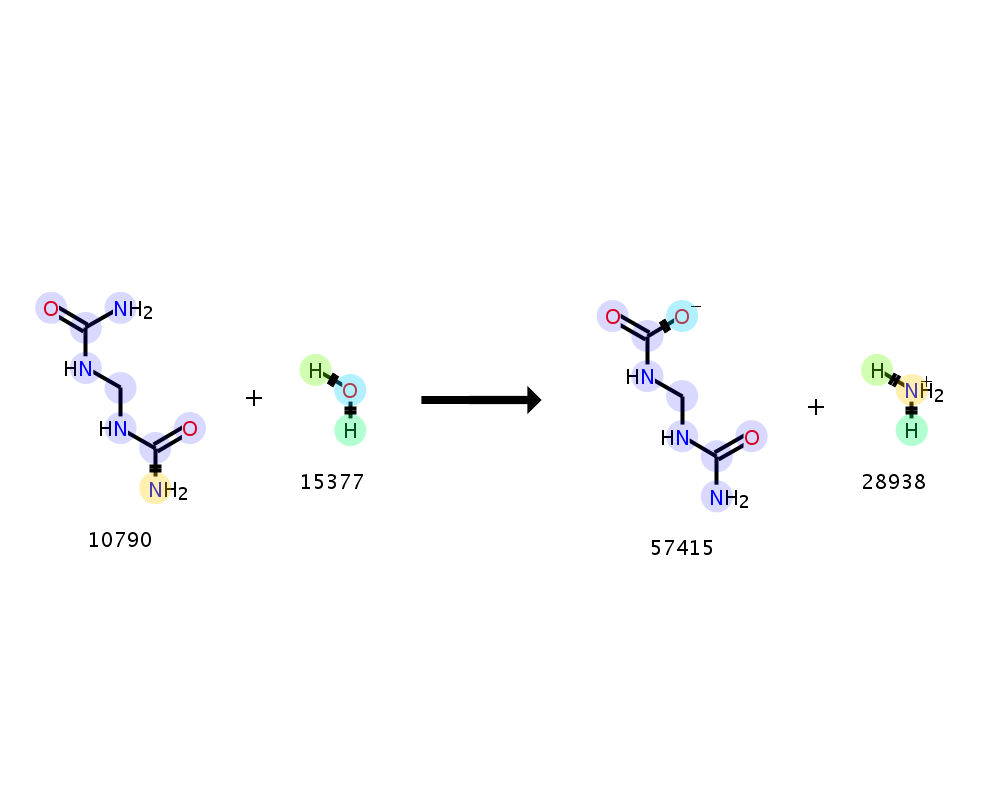 O NH2
HN
HN O
NH2
10790
+
H
O
H
15377
O O−
HN
HN O
NH2
57415
+
H
NH2+
H
28938